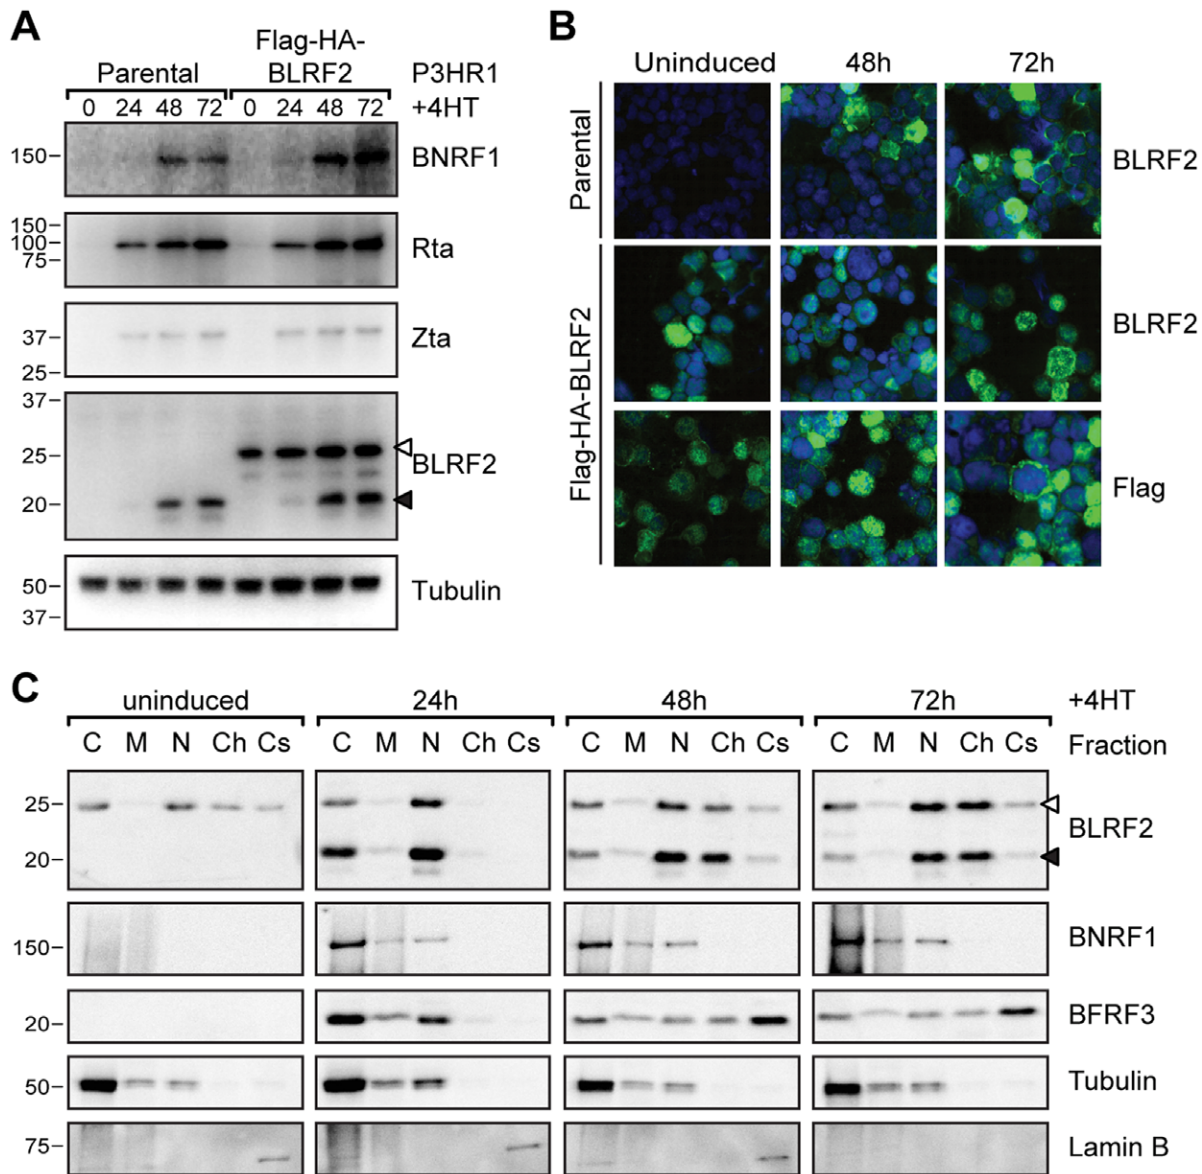 A
Flag-HA-
Parental BLRF2 P3HR1
0 24 48 72 0 24 48 72 +4HT
150 BNRF1
150
100 Rta
75
37 Zta
25
37
25 BLRF2
20
50 Tubulin
37
B
Uninduced 48h 72h
Parental BLRF2
Flag-HA-BLRF2 BLRF2
Flag
C
uninduced 24h 48h 72h +4HT
C M N Ch Cs C M N Ch Cs C M N Ch Cs C M N Ch Cs Fraction
25
BLRF2
20
150 BNRF1
20 BFRF3
50 Tubulin
75 Lamin B